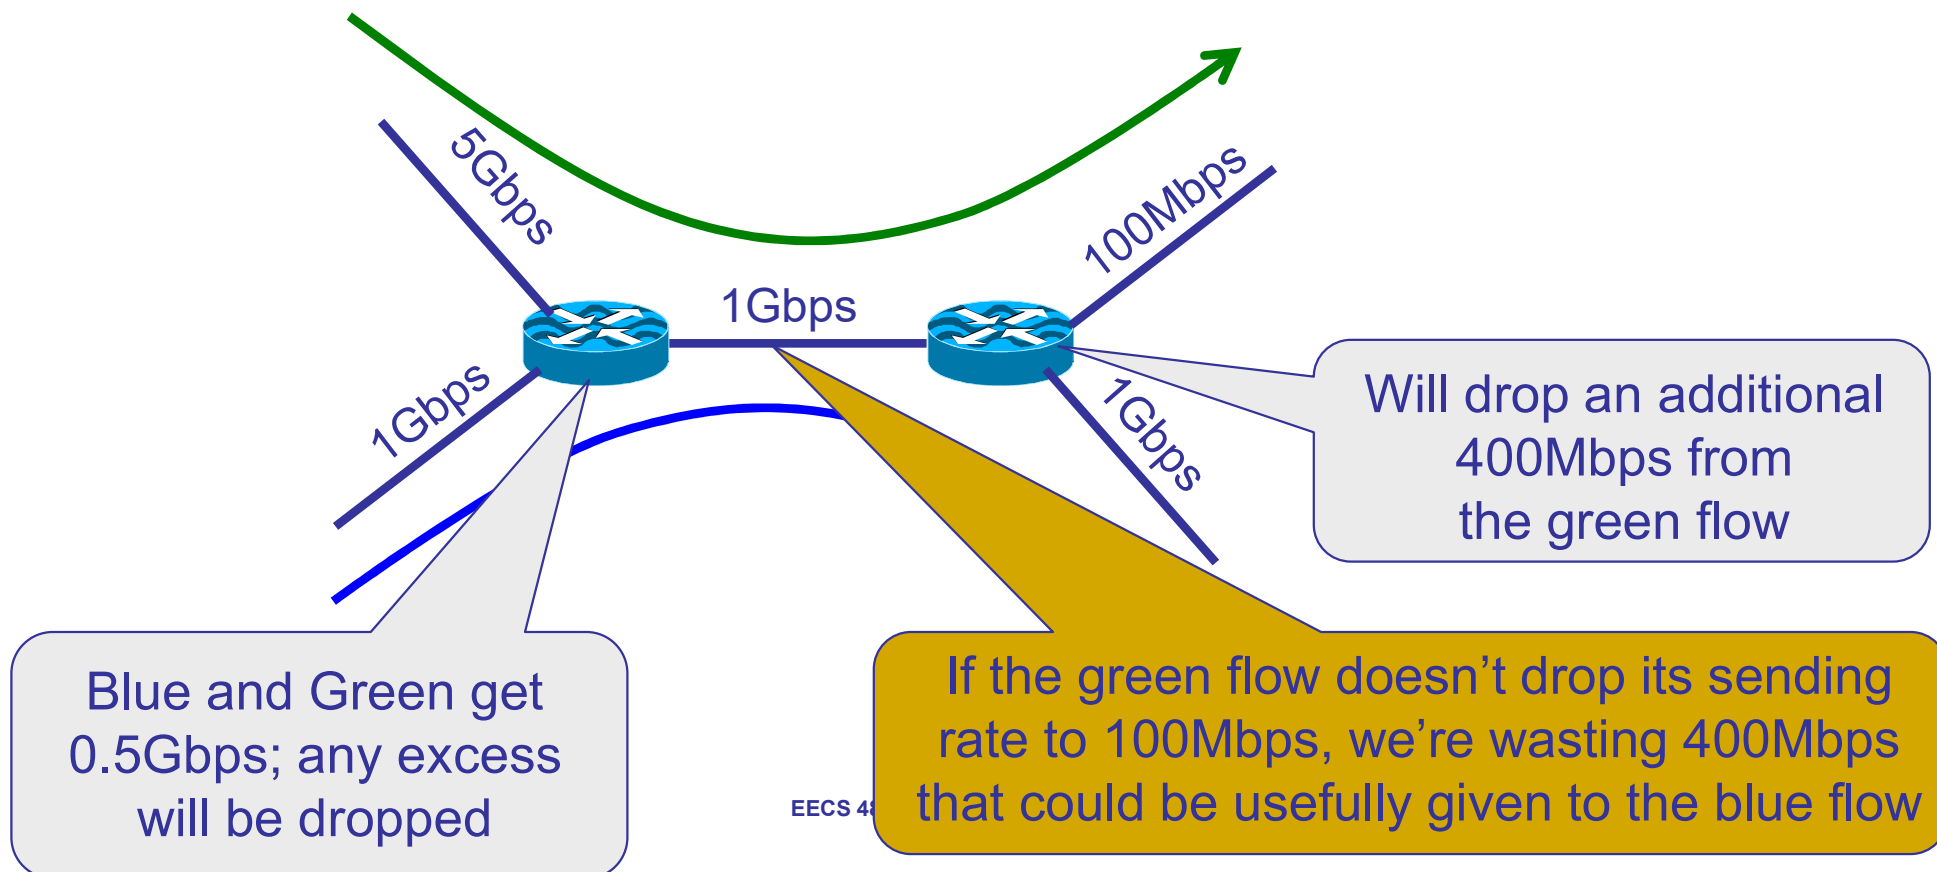 5Gbps
100Mbps
1Gbps
1Gbps
1Gbps
Will drop an additional
400Mbps from
the green flow
Blue and Green get
0.5Gbps; any excess
will be dropped
If the green flow doesn’t drop its sending
rate to 100Mbps, we’re wasting 400Mbps
that could be usefully given to the blue flow
EECS